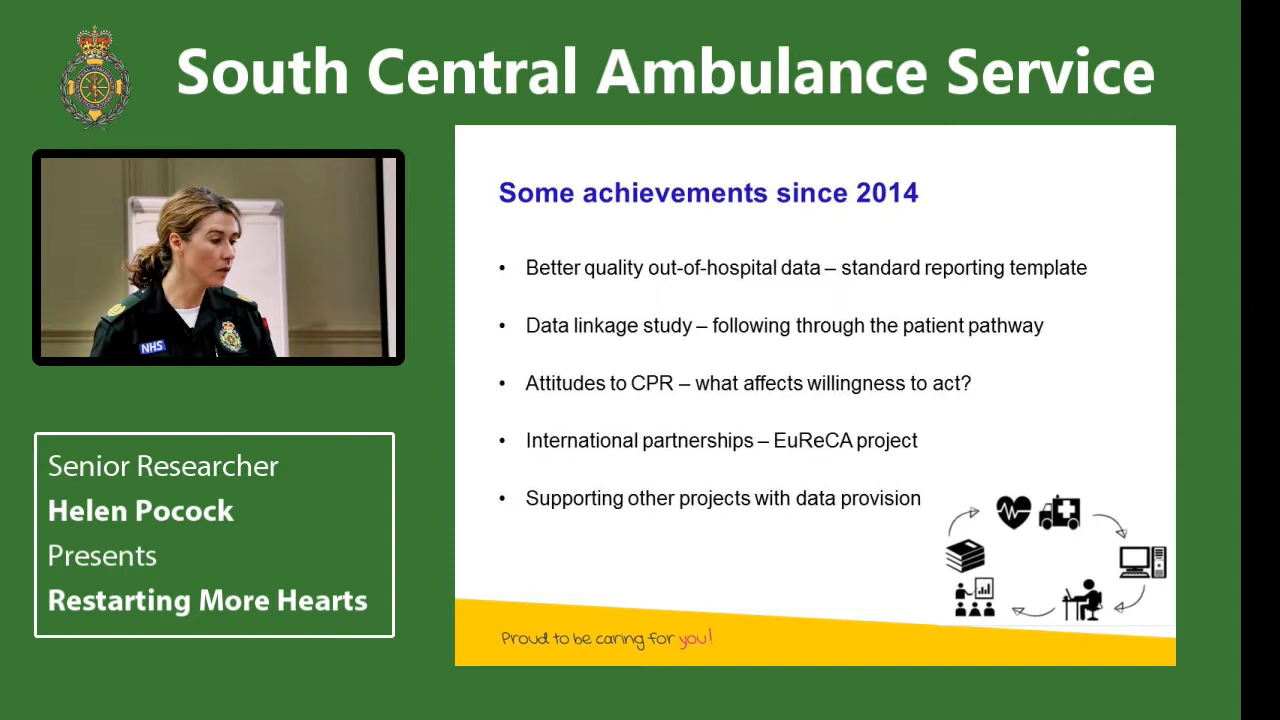 South Central Ambulance Service
NHS
Senior Researcher
Helen Pocock
Presents
Restarting More Hearts
Some achievements since 2014
• Better quality out-of-hospital data – standard reporting template
• Data linkage study – following through the patient pathway
• Attitudes to CPR – what affects willingness to act?
• International partnerships – EuReCA project
• Supporting other projects with data provision
Proud to be caring for you!